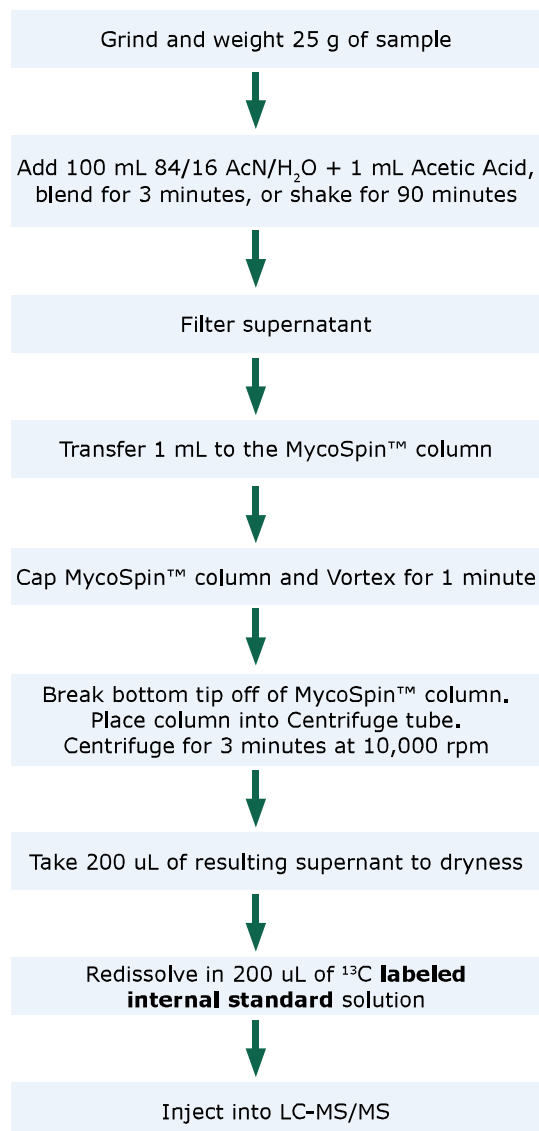 Grind and weight 25 g of sample
Add 100 mL 84/16 AcN/H₂O + 1 mL Acetic Acid,
blend for 3 minutes, or shake for 90 minutes
Filter supernatant
Transfer 1 mL to the MycoSpin™ column
Cap MycoSpin™ column and Vortex for 1 minute
Break bottom tip off of MycoSpin™ column.
Place column into Centrifuge tube.
Centrifuge for 3 minutes at 10,000 rpm
Take 200 uL of resulting supernant to dryness
Redissolve in 200 uL of ¹³C labeled
internal standard solution
Inject into LC-MS/MS